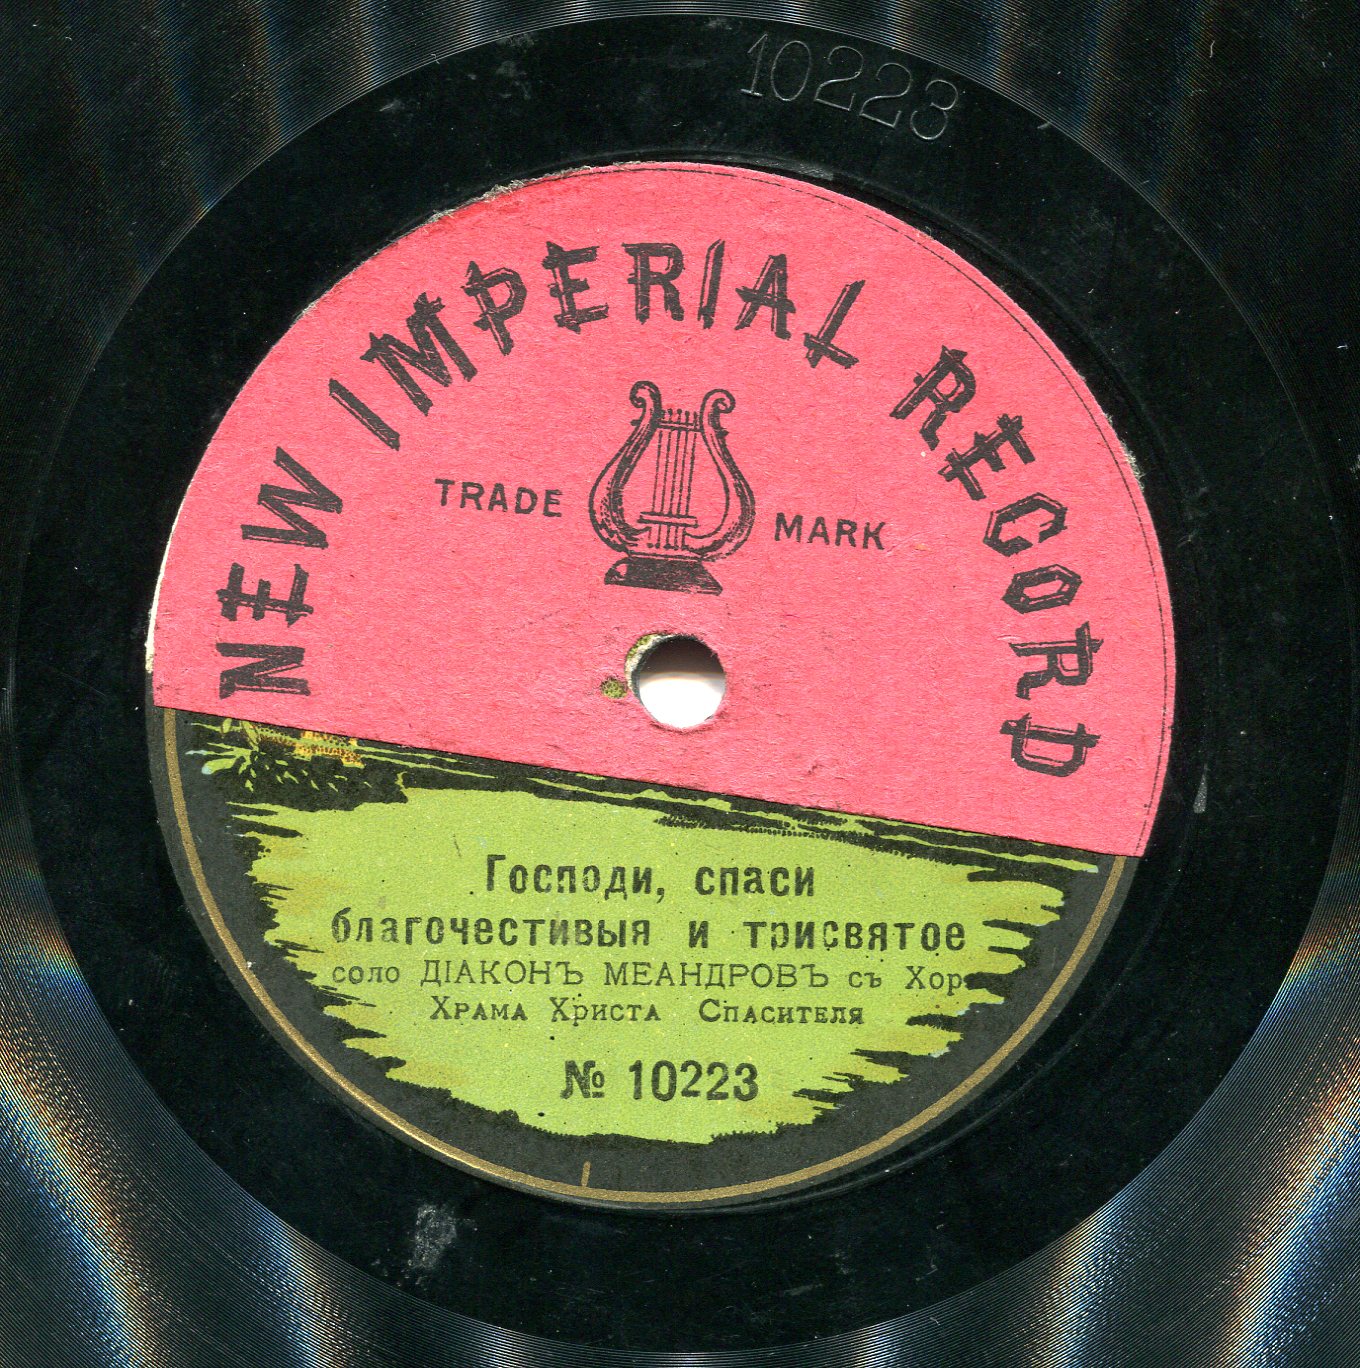 10223
NEW IMPERIAL RECORD
TRADE MARK
Господи, спаси
благочестивыя и трисвятое
соло ДІАКОНЪ МЕАНДРОВЪ съ Хор.
Храма Христа Спасителя
№ 10223